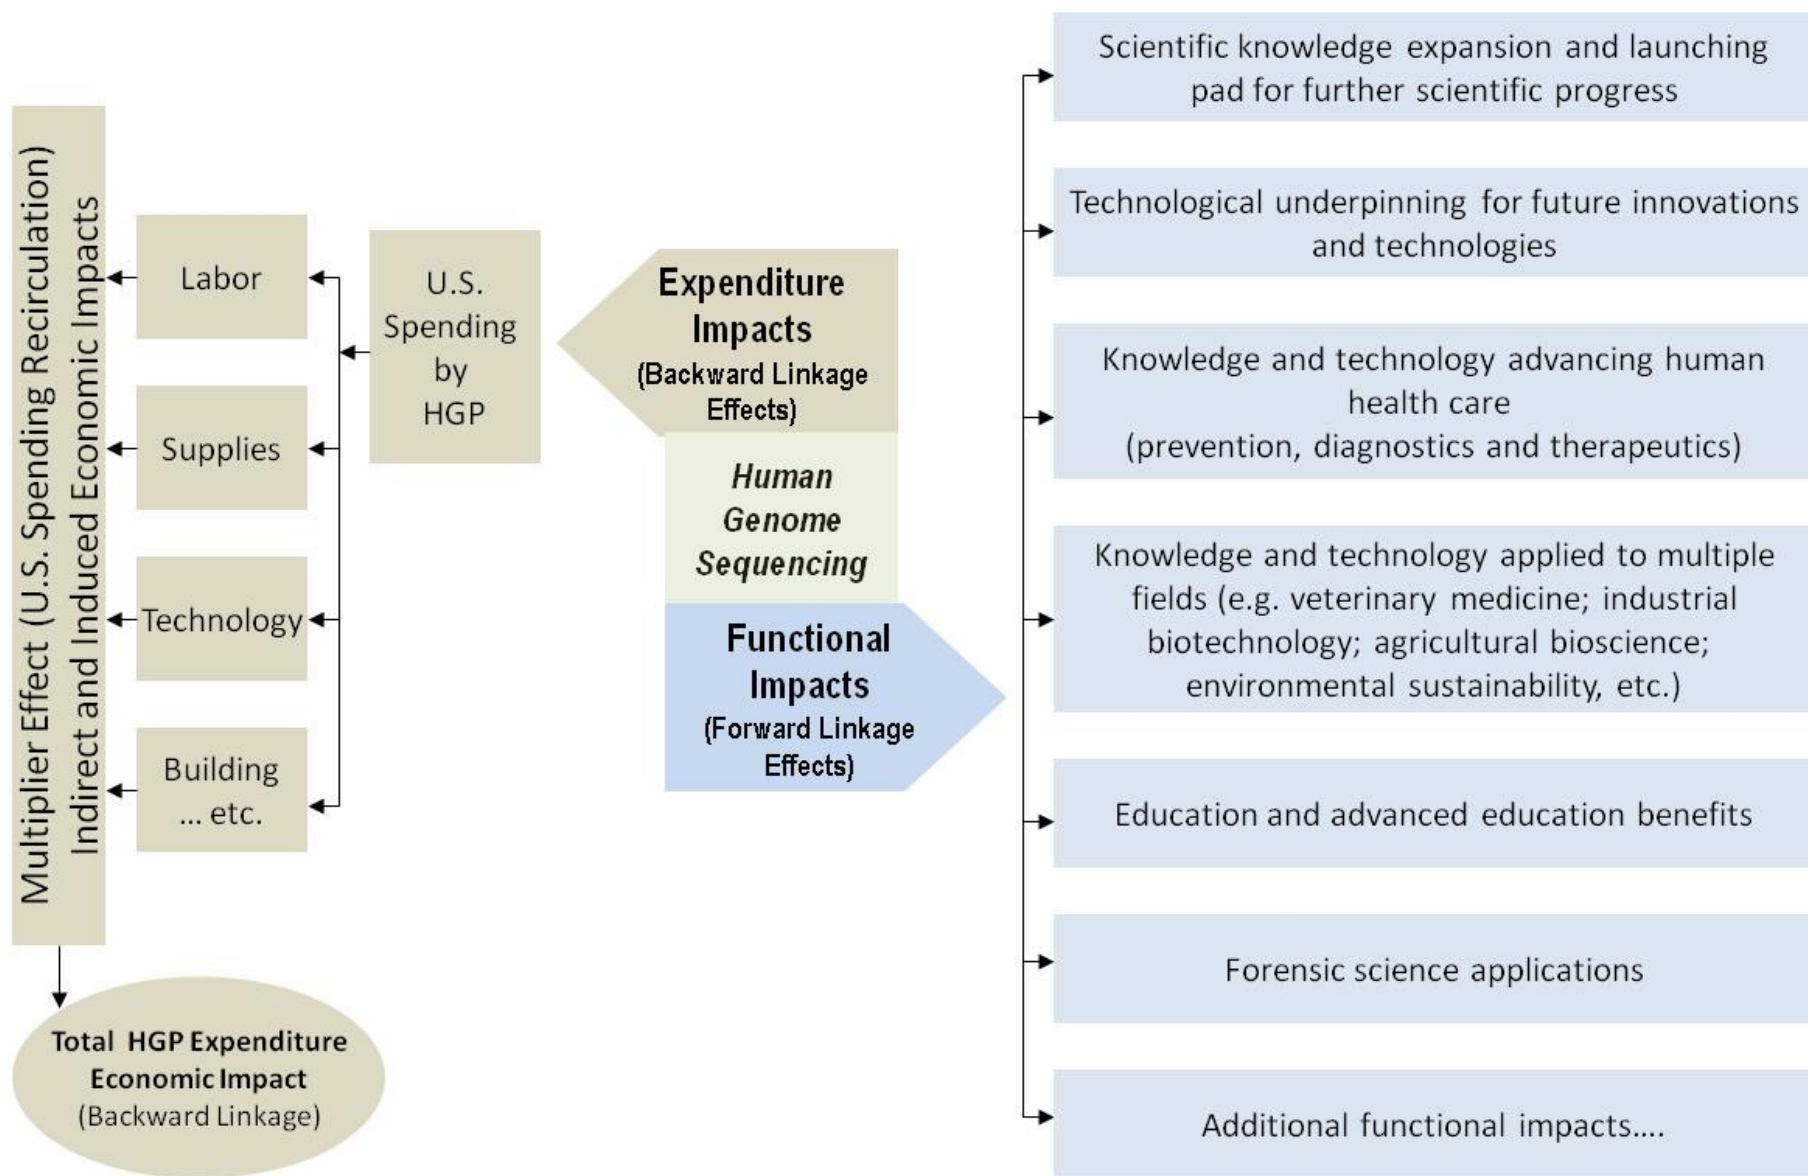 Multiplier Effect (U.S. Spending Recirculation)
Indirect and Induced Economic Impacts
Labor
Supplies
Technology
Building
... etc.
U.S.
Spending
by
HGP
Total HGP Expenditure
Economic Impact
(Backward Linkage)
Expenditure
Impacts
(Backward Linkage
Effects)
Human
Genome
Sequencing
Functional
Impacts
(Forward Linkage
Effects)
Scientific knowledge expansion and launching
pad for further scientific progress
Technological underpinning for future innovations
and technologies
Knowledge and technology advancing human
health care
(prevention, diagnostics and therapeutics)
Knowledge and technology applied to multiple
fields (e.g. veterinary medicine; industrial
biotechnology; agricultural bioscience;
environmental sustainability, etc.)
Education and advanced education benefits
Forensic science applications
Additional functional impacts....